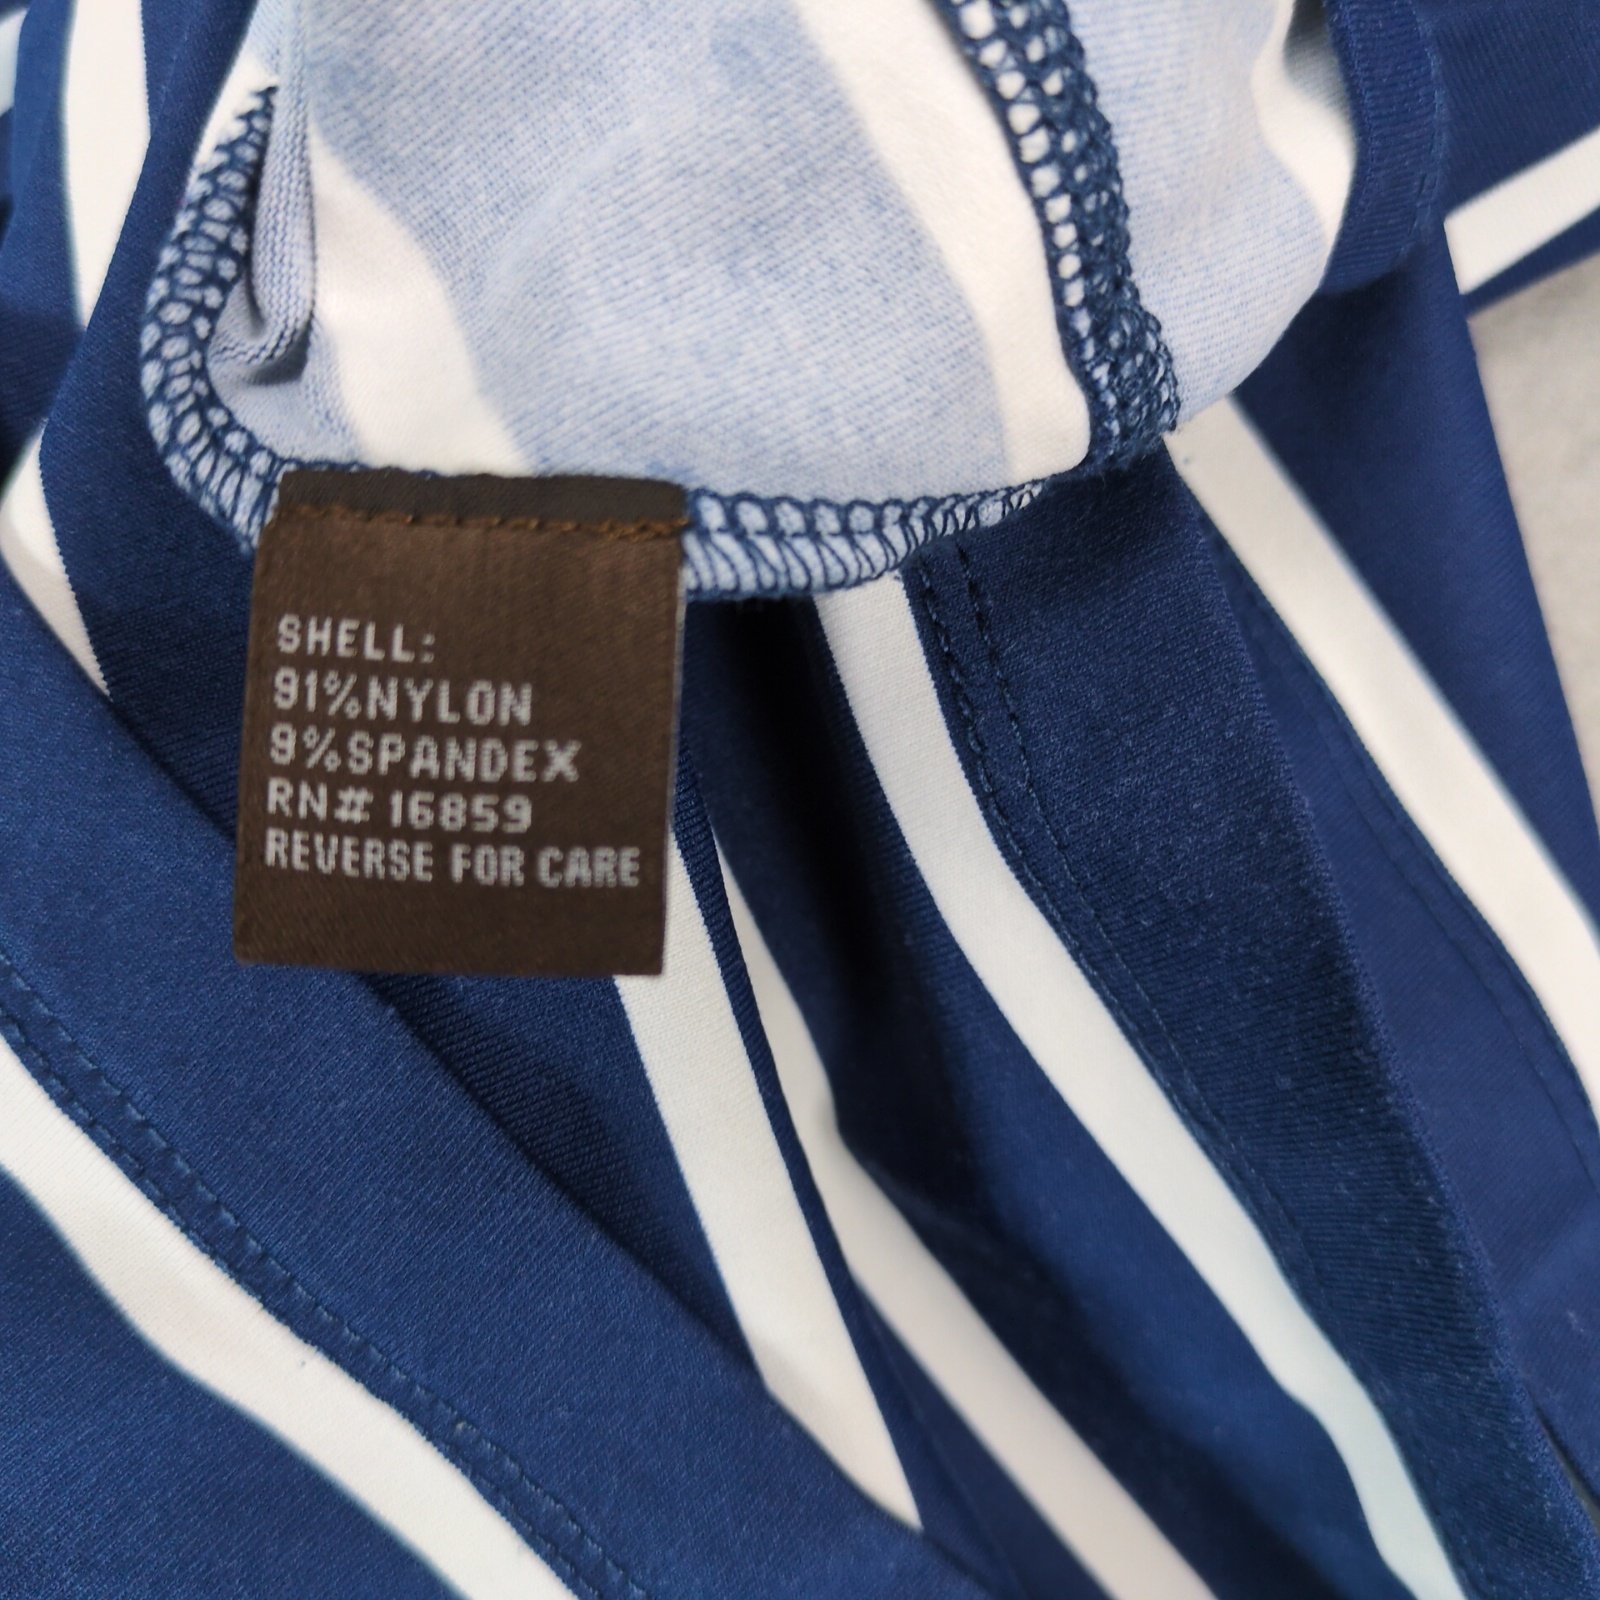 SHELL:
91%NYLON
9%SPANDEX
RN# 16859
REVERSE FOR CARE